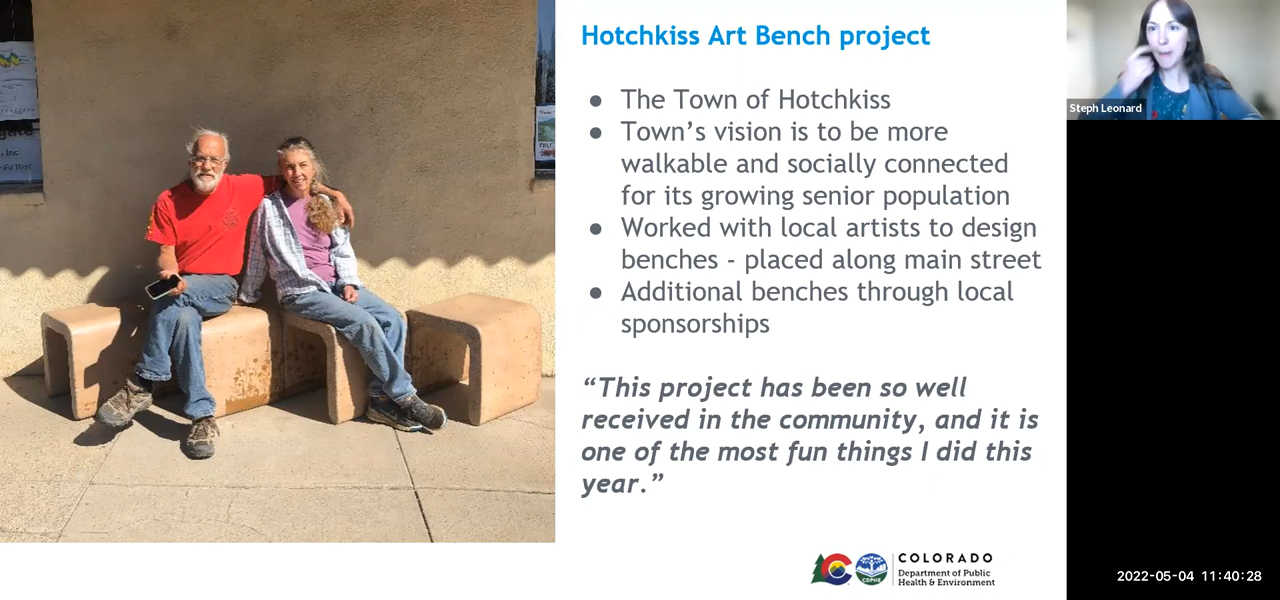 Hotchkiss Art Bench project
● The Town of Hotchkiss
● Town’s vision is to be more
walkable and socially connected
for its growing senior population
● Worked with local artists to design
benches - placed along main street
● Additional benches through local
sponsorships
“This project has been so well
received in the community, and it is
one of the most fun things I did this
year.”
COLORADO
Department of Public
Health & Environment
CDPHE
Steph Leonard
2022-05-04 11:40:28